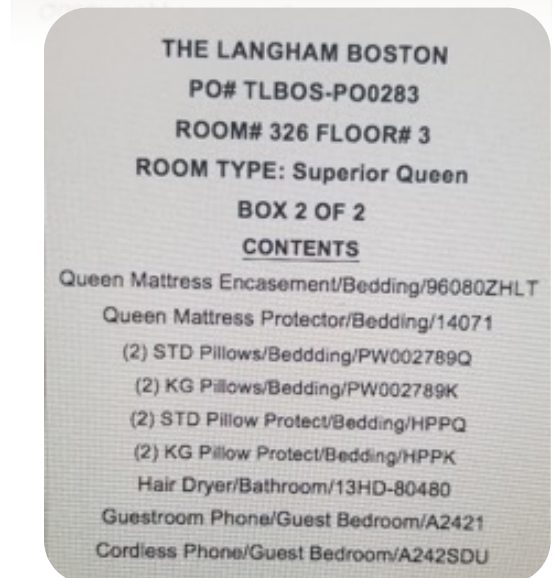 THE LANGHAM BOSTON
PO# TLBOS-PO0283
ROOM# 326 FLOOR# 3
ROOM TYPE: Superior Queen
BOX 2 OF 2
CONTENTS
Queen Mattress Encasement/Bedding/96080ZHLT
Queen Mattress Protector/Bedding/14071
(2) STD Pillows/Beddding/PW002789Q
(2) KG Pillows/Bedding/PW002789K
(2) STD Pillow Protect/Bedding/HPPQ
(2) KG Pillow Protect/Bedding/HPPK
Hair Dryer/Bathroom/13HD-80480
Guestroom Phone/Guest Bedroom/A2421
Cordless Phone/Guest Bedroom/A242SDU